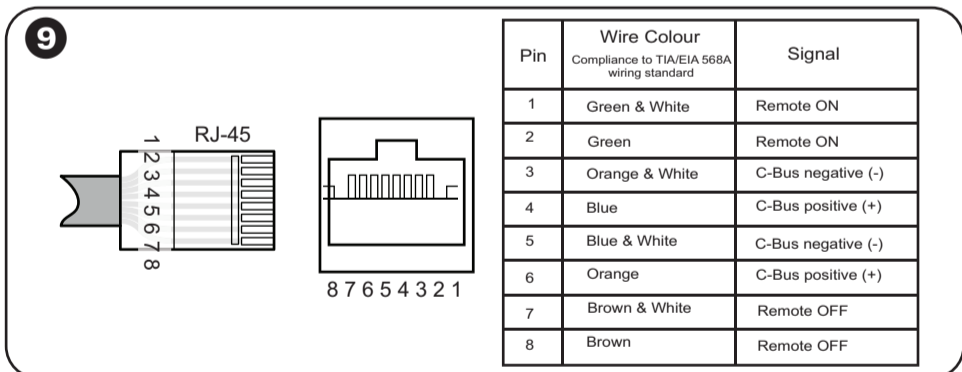 9
RJ-45
1 2 3 4 5 6 7 8
8 7 6 5 4 3 2 1
Pin Wire Colour Signal
Compliance to TIA/EIA 568A
wiring standard
1 Green & White Remote ON
2 Green Remote ON
3 Orange & White C-Bus negative (-)
4 Blue C-Bus positive (+)
5 Blue & White C-Bus negative (-)
6 Orange C-Bus positive (+)
7 Brown & White Remote OFF
8 Brown Remote OFF